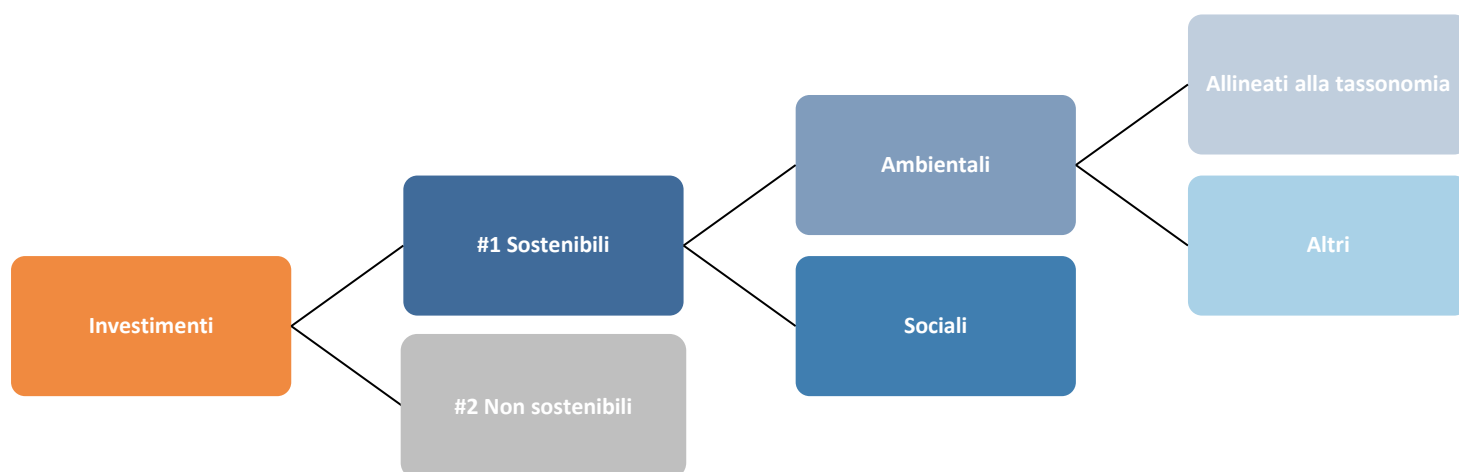 Investimenti
#1 Sostenibili
#2 Non sostenibili
Ambientali
Sociali
Allineati alla tassonomia
Altri